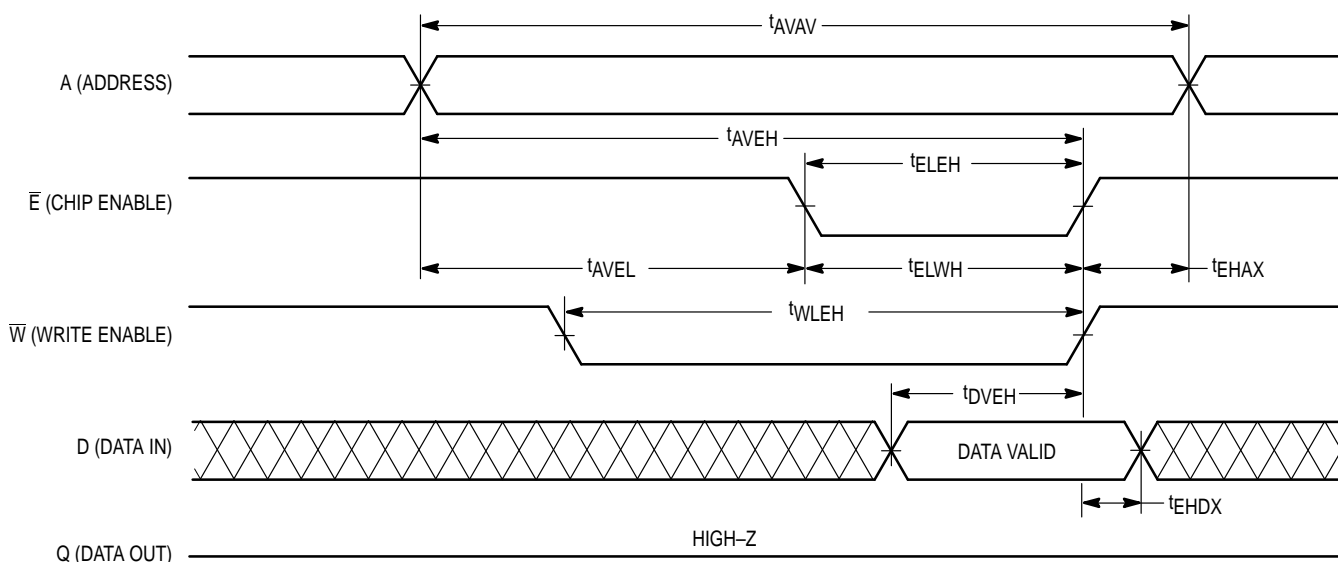 tAVAV
A (ADDRESS)
tAVEH
tELEH
E̅ (CHIP ENABLE)
tAVEL
tELWH
tEHAX
tWLEH
W̅ (WRITE ENABLE)
tDVEH
D (DATA IN)
DATA VALID
tEHDX
HIGH–Z
Q (DATA OUT)